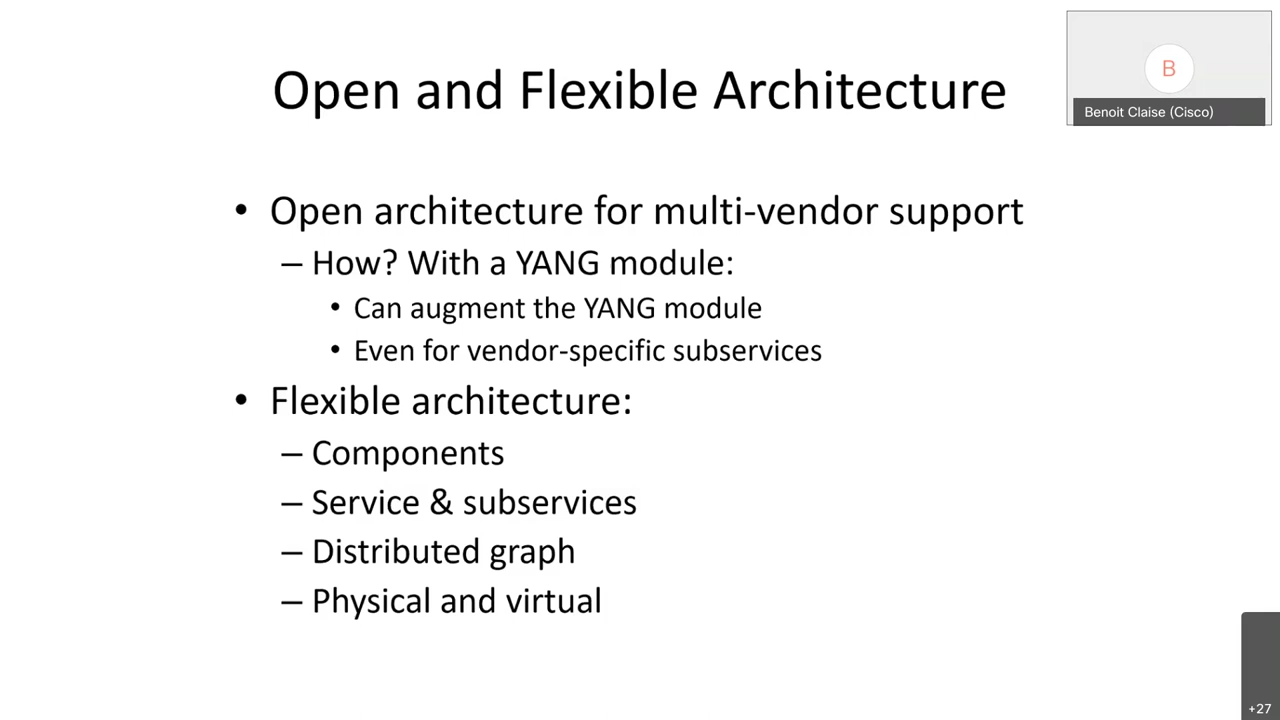 Open and Flexible Architecture
B
Benoit Claise (Cisco)
• Open architecture for multi-vendor support
– How? With a YANG module:
• Can augment the YANG module
• Even for vendor-specific subservices
• Flexible architecture:
– Components
– Service & subservices
– Distributed graph
– Physical and virtual
+27